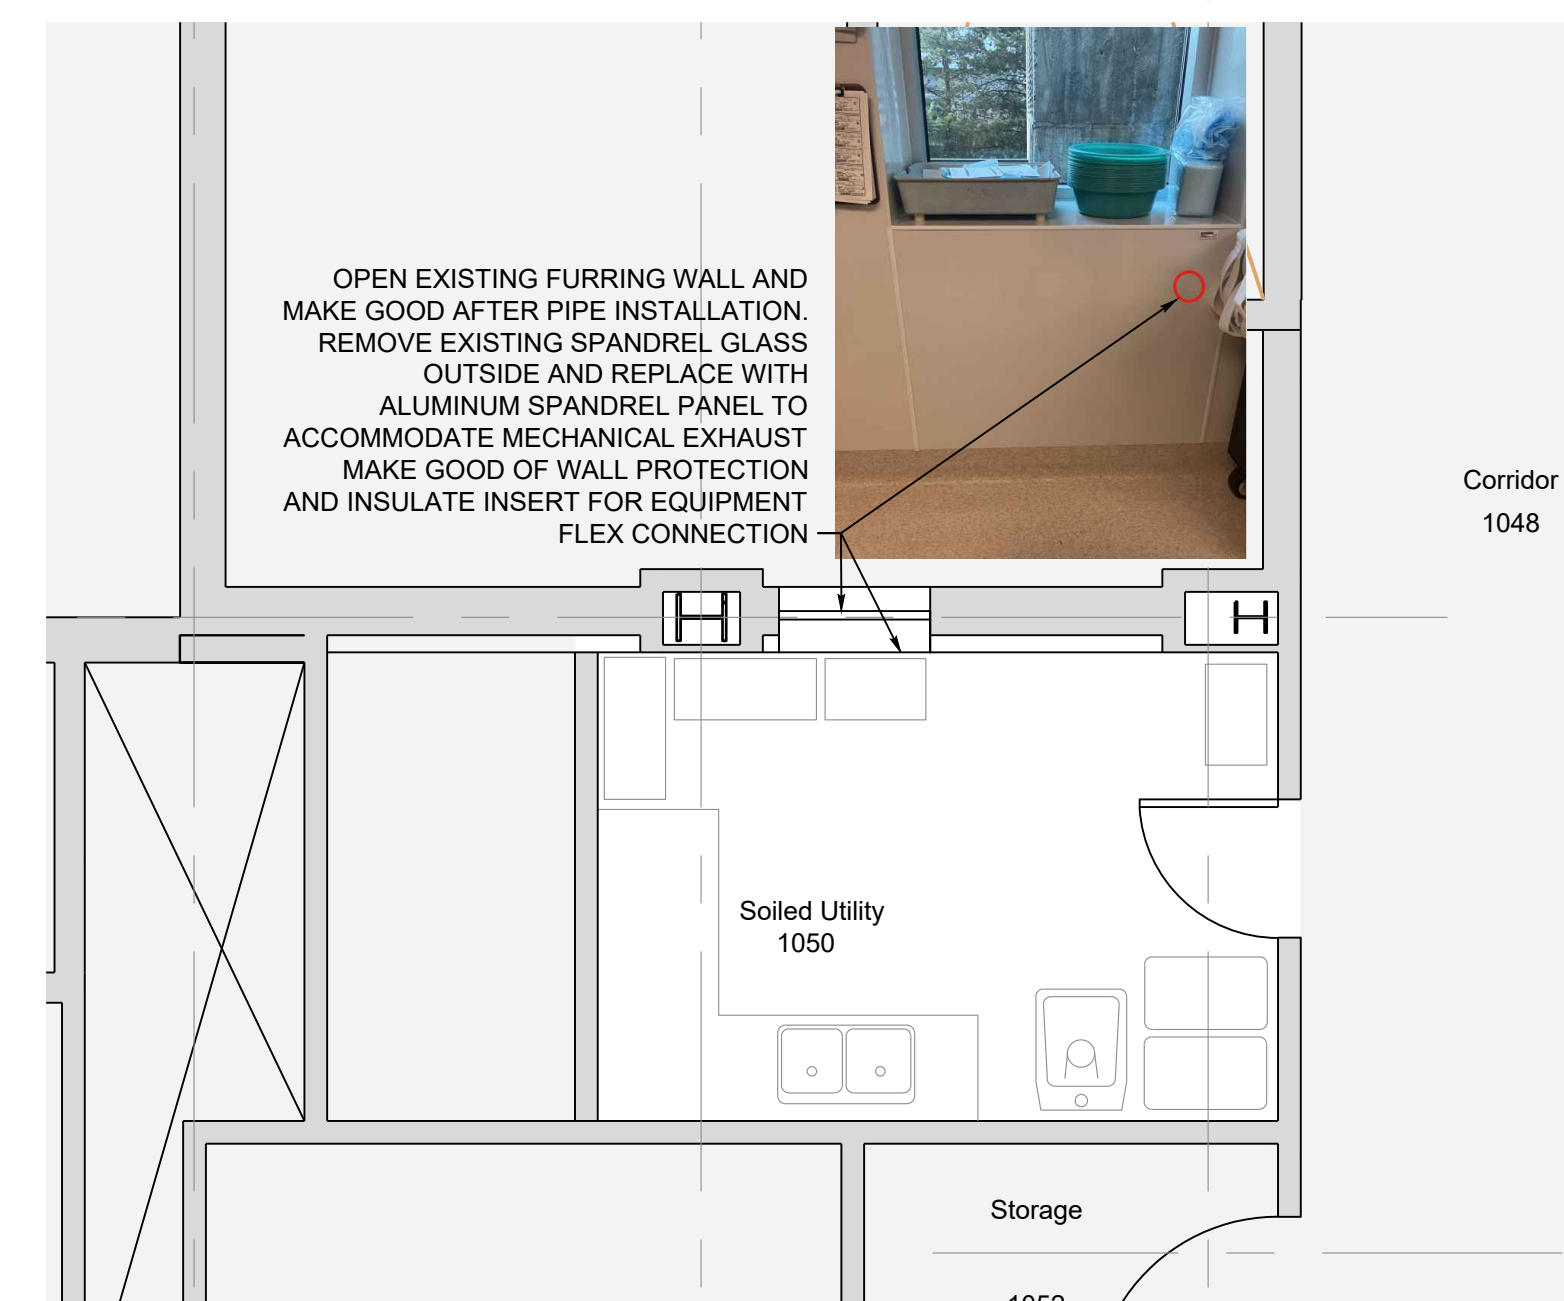 OPEN EXISTING FURRING WALL AND
MAKE GOOD AFTER PIPE INSTALLATION.
REMOVE EXISTING SPANDREL GLASS
OUTSIDE AND REPLACE WITH
ALUMINUM SPANDREL PANEL TO
ACCOMMODATE MECHANICAL EXHAUST
MAKE GOOD OF WALL PROTECTION
AND INSULATE INSERT FOR EQUIPMENT
FLEX CONNECTION
Corridor
1048
Soiled Utility
1050
Storage